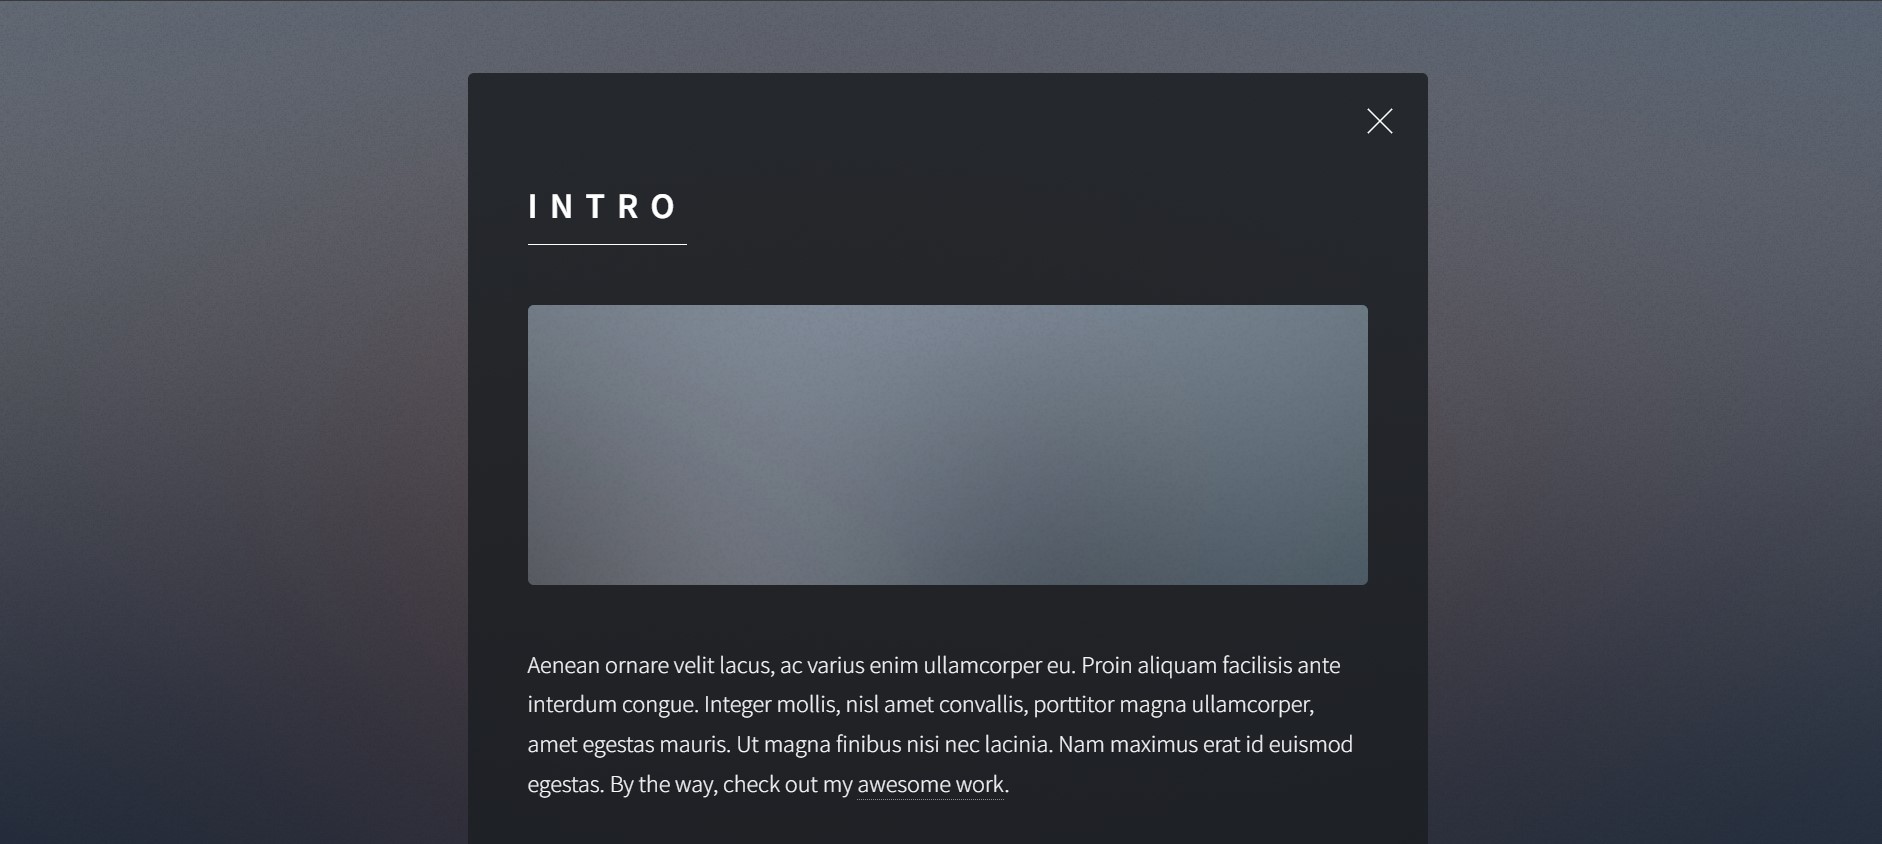 INTRO
Aenean ornare velit lacus, ac varius enim ullamcorper eu. Proin aliquam facilisis ante
interdum congue. Integer mollis, nisl amet convallis, porttitor magna ullamcorper,
amet egestas mauris. Ut magna finibus nisi nec lacinia. Nam maximus erat id euismod
egestas. By the way, check out my awesome work.